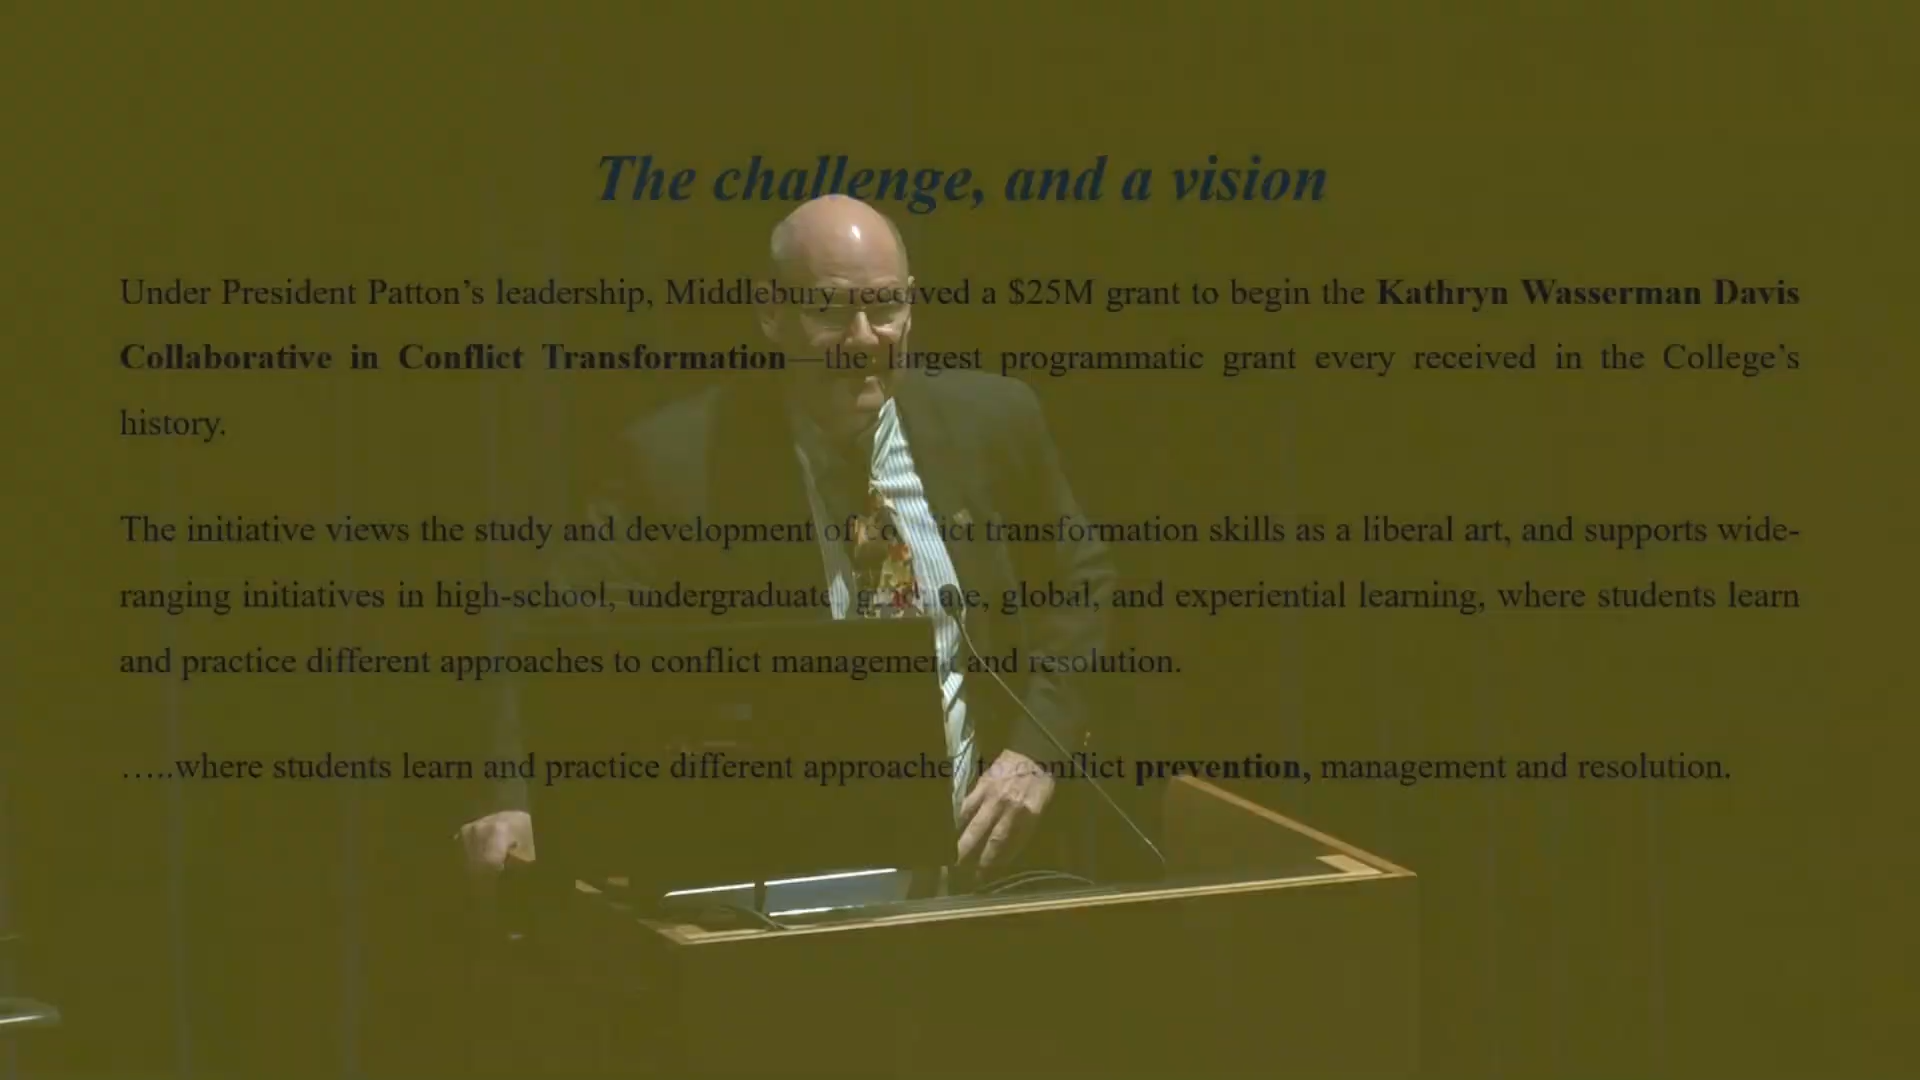 The challenge, and a vision
Under President Patton’s leadership, Middlebury received a $25M grant to begin the Kathryn Wasserman Davis
Collaborative in Conflict Transformation—the largest programmatic grant every received in the College’s
history.
The initiative views the study and development of conflict transformation skills as a liberal art, and supports wide-
ranging initiatives in high-school, undergraduate, graduate, global, and experiential learning, where students learn
and practice different approaches to conflict management and resolution.
…..where students learn and practice different approaches to conflict prevention, management and resolution.